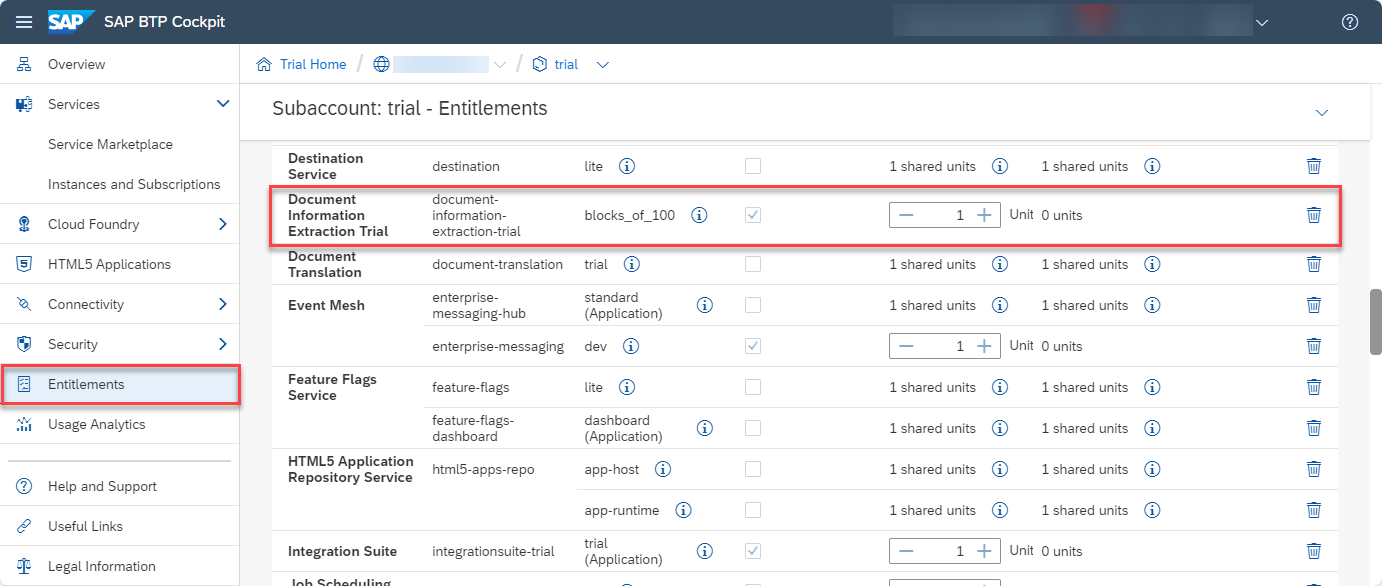 SAP SAP BTP Cockpit
Overview
Services
Service Marketplace
Instances and Subscriptions
Cloud Foundry
HTML5 Applications
Connectivity
Security
Entitlements
Usage Analytics
Help and Support
Useful Links
Legal Information
Trial Home / / trial
Subaccount: trial - Entitlements
Destination
Service
destination
lite
1 shared units
1 shared units
Document
Information
Extraction Trial
document-
information-
extraction-trial
blocks_of_100
1
Unit
0 units
Document
Translation
document-translation
trial
1 shared units
1 shared units
Event Mesh
enterprise-
messaging-hub
standard
(Application)
1 shared units
1 shared units
enterprise-messaging
dev
1
Unit
0 units
Feature Flags
Service
feature-flags
lite
1 shared units
1 shared units
feature-flags-
dashboard
dashboard
(Application)
1 shared units
1 shared units
HTML5 Application
Repository Service
html5-apps-repo
app-host
1 shared units
1 shared units
app-runtime
1 shared units
1 shared units
Integration Suite
integrationsuite-trial
trial
(Application)
1
Unit
0 units
Job Scheduling